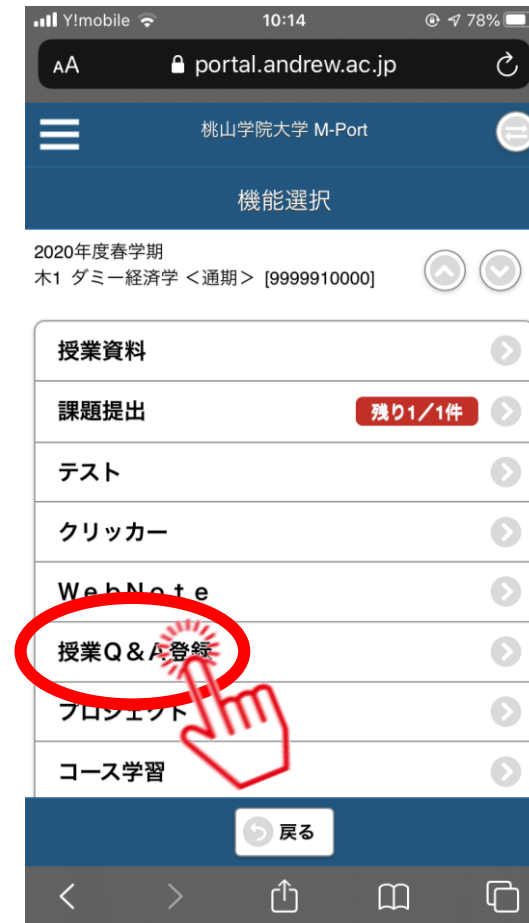 Y!mobile 10:14 78%
AA portal.andrew.ac.jp
桃山学院大学 M-Port
機能選択
2020年度春学期
木1 ダミー経済学 <通期> [9999910000]
授業資料
課題提出 残り1/1件
テスト
クリッカー
WebNote
授業Q&A登録
プロジェクト
コース学習
戻る